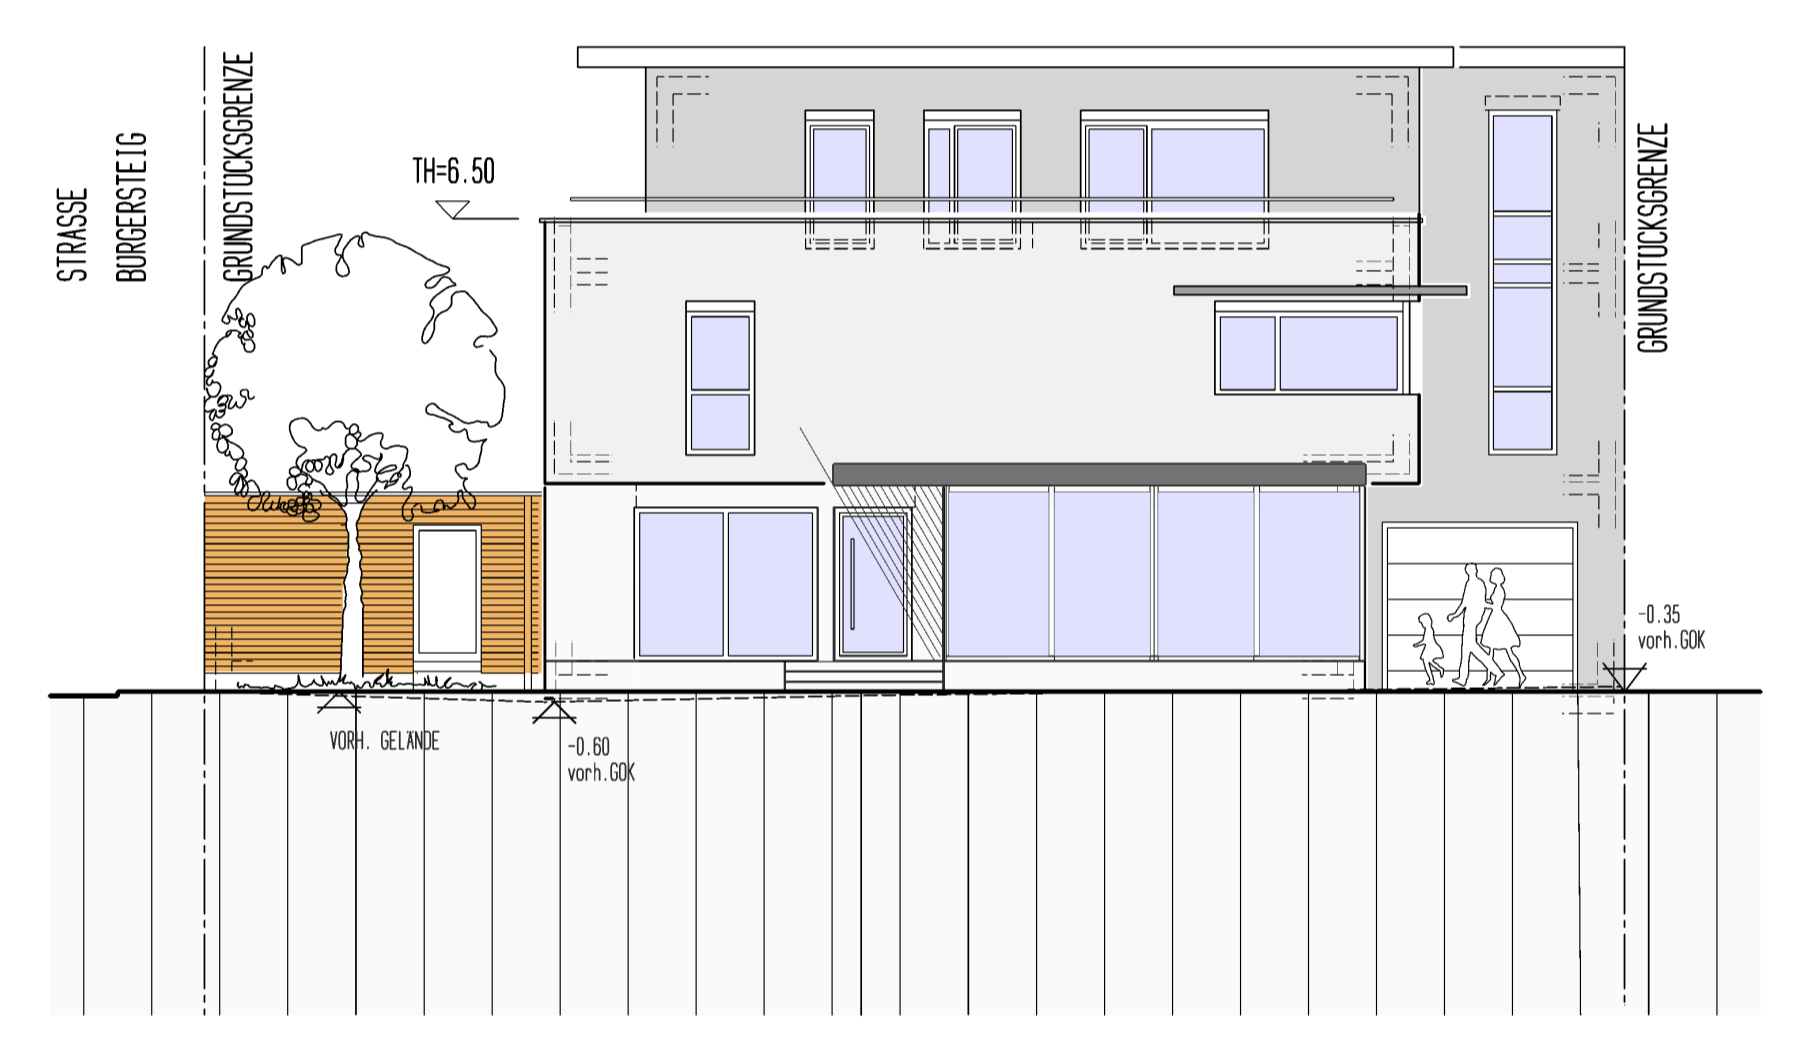 STRASSE
BÜRGERSTEIG
GRUNDSTÜCKSGRENZE
TH=6.50
GRUNDSTÜCKSGRENZE
-0.35
vorh.GOK
VORH. GELÄNDE
-0.60
vorh.GOK